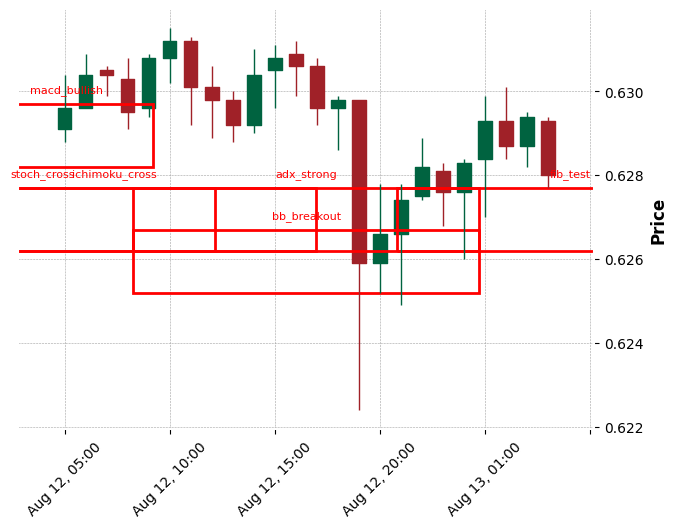 macd_bullish
stoch_cross
ichimoku_cross
adx_strong
fib_test
bb_breakout
0.630
0.628
0.626
0.624
0.622
Price
Aug 12, 05:00
Aug 12, 10:00
Aug 12, 15:00
Aug 12, 20:00
Aug 13, 01:00